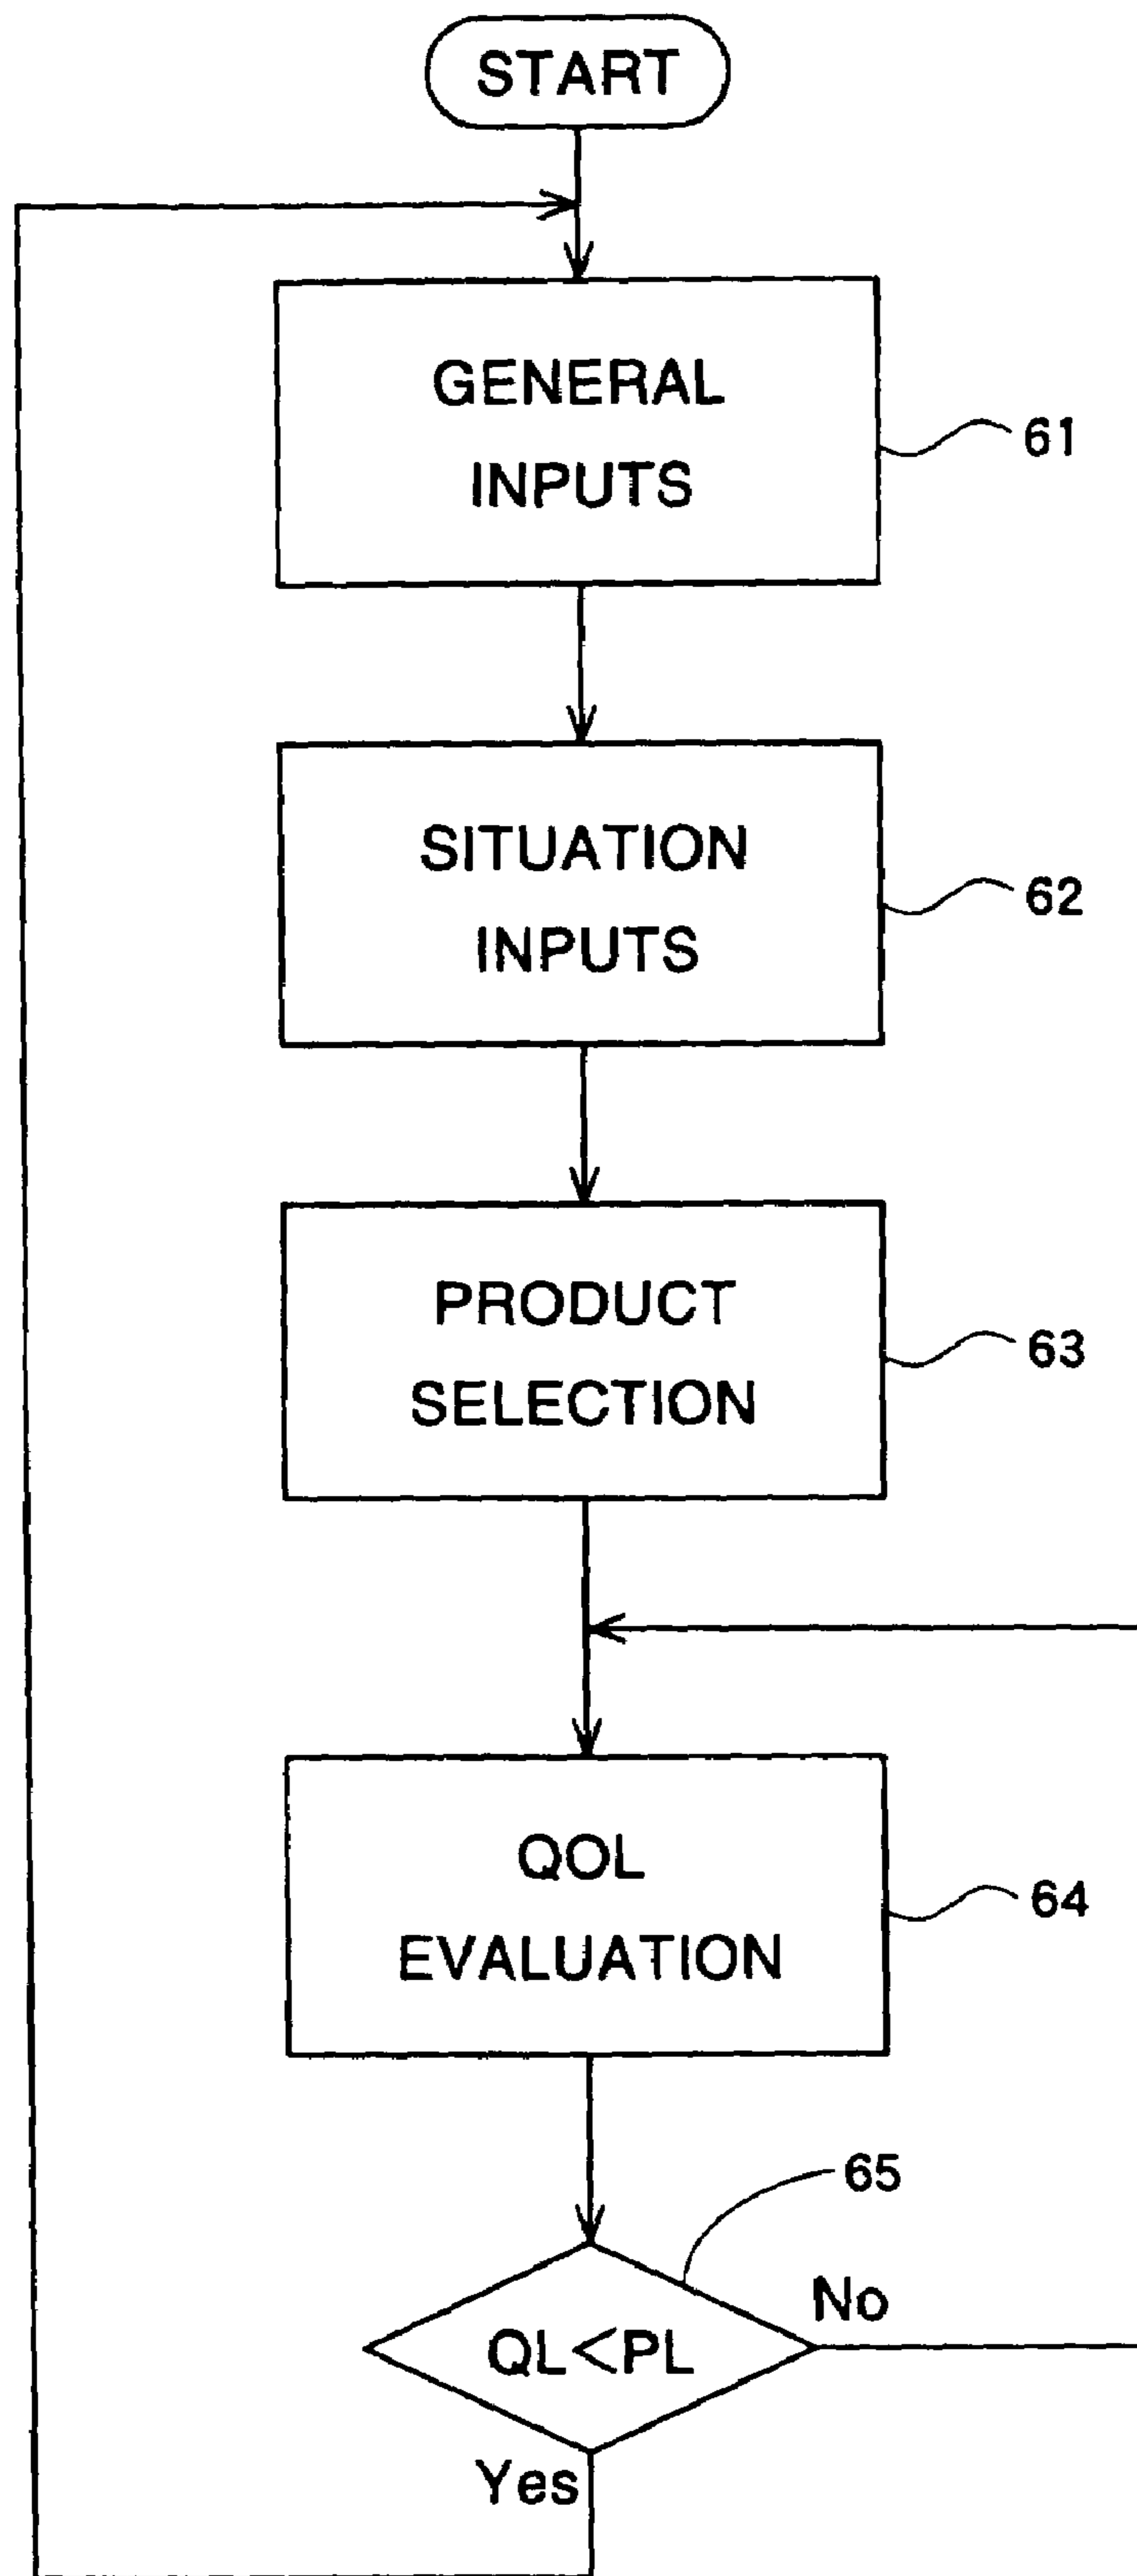 START
GENERAL
INPUTS
61
SITUATION
INPUTS
62
PRODUCT
SELECTION
63
QOL
EVALUATION
64
65
QL<PL
No
Yes